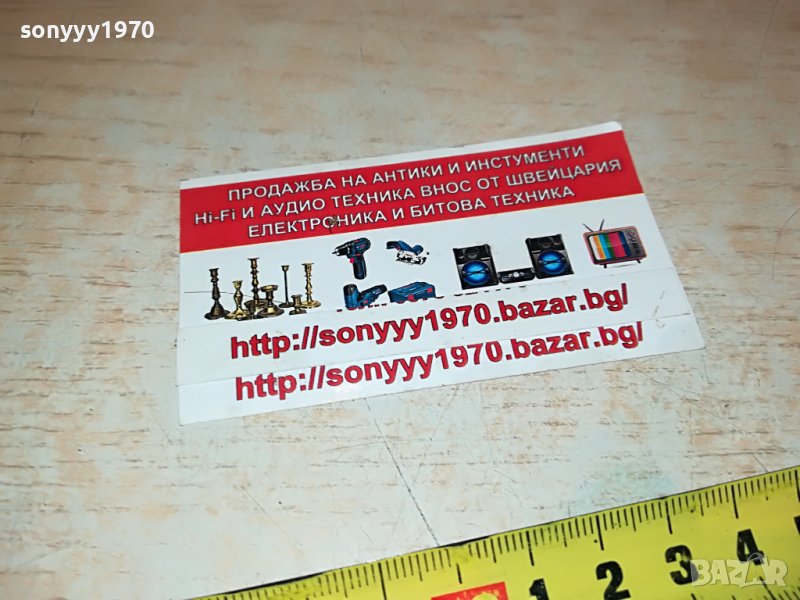 sonyyy1970
ПРОДАЖБА НА АНТИКИ И ИНСТУМЕНТИ
Hi-Fi И АУДИО ТЕХНИКА ВНОС ОТ ШВЕЙЦАРИЯ
ЕЛЕКТРОНИКА И БИТОВА ТЕХНИКА
http://sonyyy1970.bazar.bg/
http://sonyyy1970.bazar.bg/
1 2 3 4
BAZAR